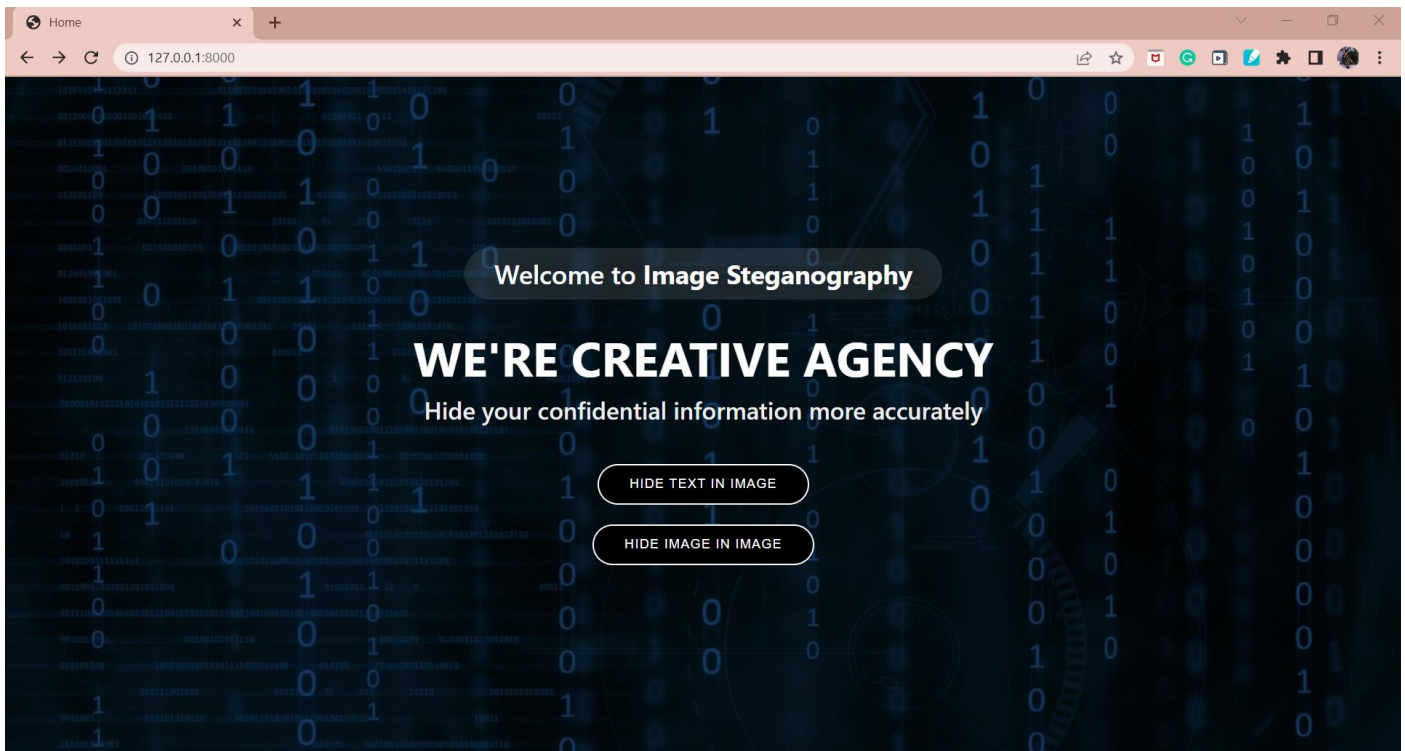 Home
127.0.0.1:8000
Welcome to Image Steganography
WE'RE CREATIVE AGENCY
Hide your confidential information more accurately
HIDE TEXT IN IMAGE
HIDE IMAGE IN IMAGE